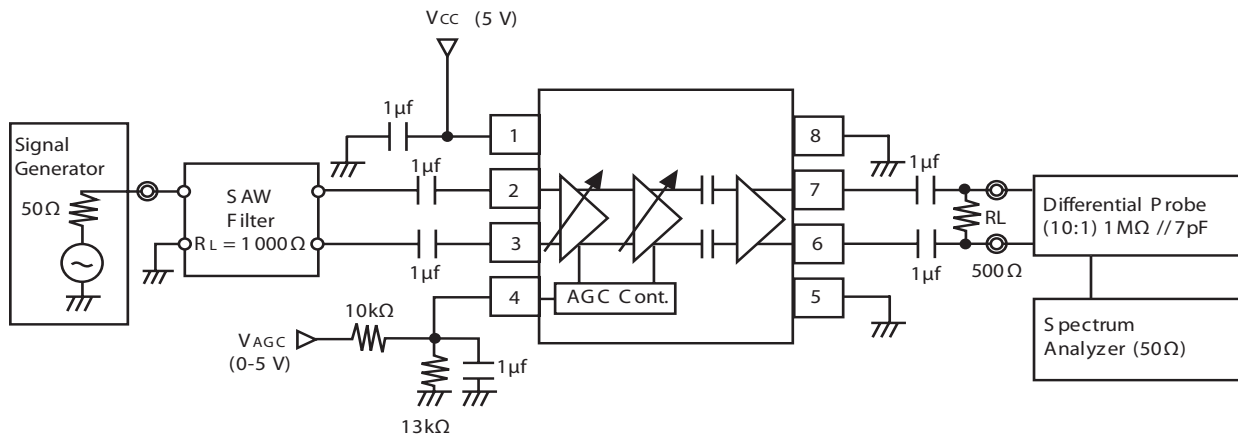 VCC (5 V)
1µf
Signal
Generator
50Ω
SAW
Filter
RL = 1000Ω
1µf
1µf
1
2
3
4
8
7
6
5
AGC Cont.
10kΩ
VAGC
(0-5 V)
13kΩ
1µf
1µf
1µf
RL
500Ω
Differential Probe
(10:1) 1MΩ // 7pF
Spectrum
Analyzer (50Ω)